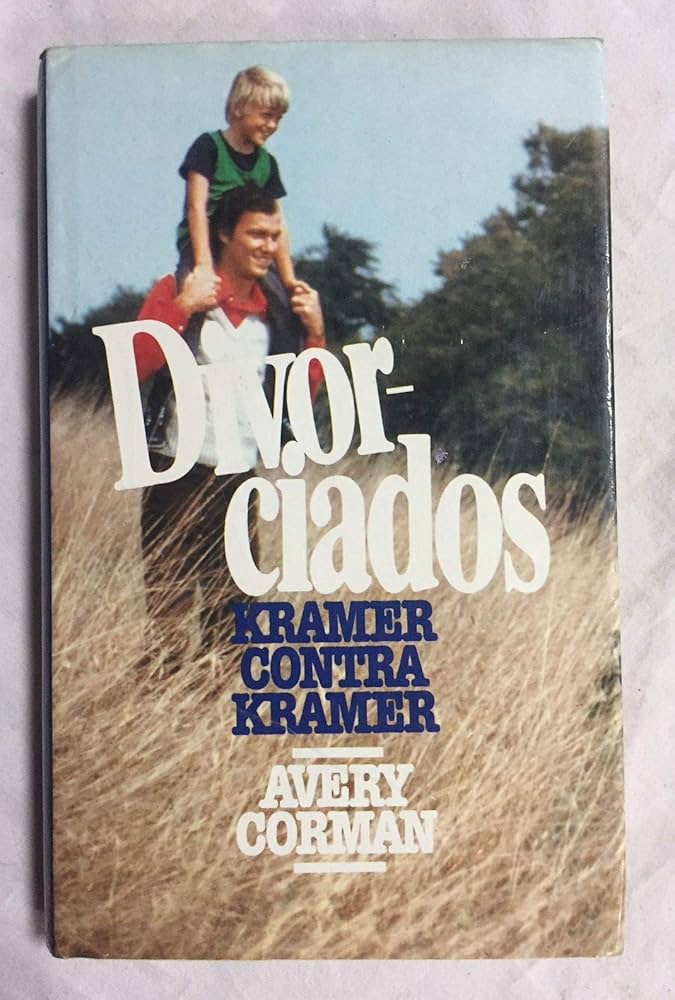 Divor-
ciados
KRAMER
CONTRA
KRAMER
AVERY
CORMAN